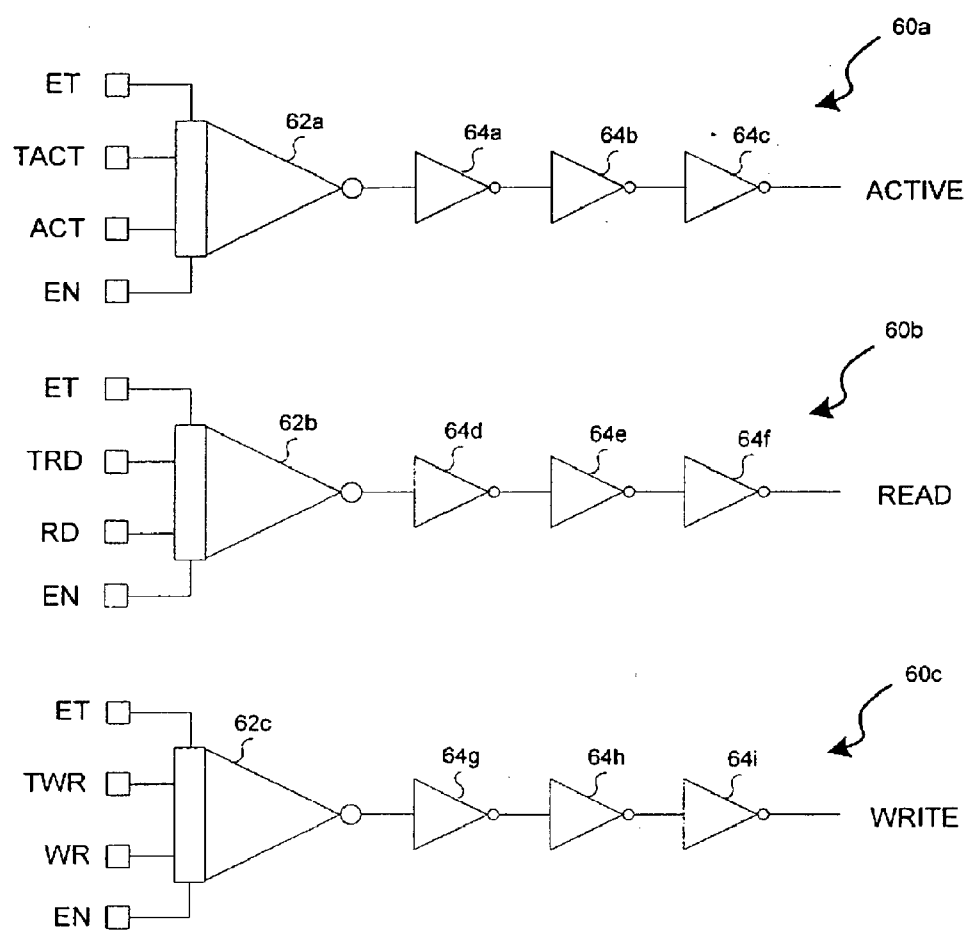 60a
ET
62a
64a 64b 64c
TACT
ACTIVE
ACT
EN
60b
ET
62b
64d 64e 64f
TRD
READ
RD
EN
60c
ET
62c
64g 64h 64i
TWR
WRITE
WR
EN